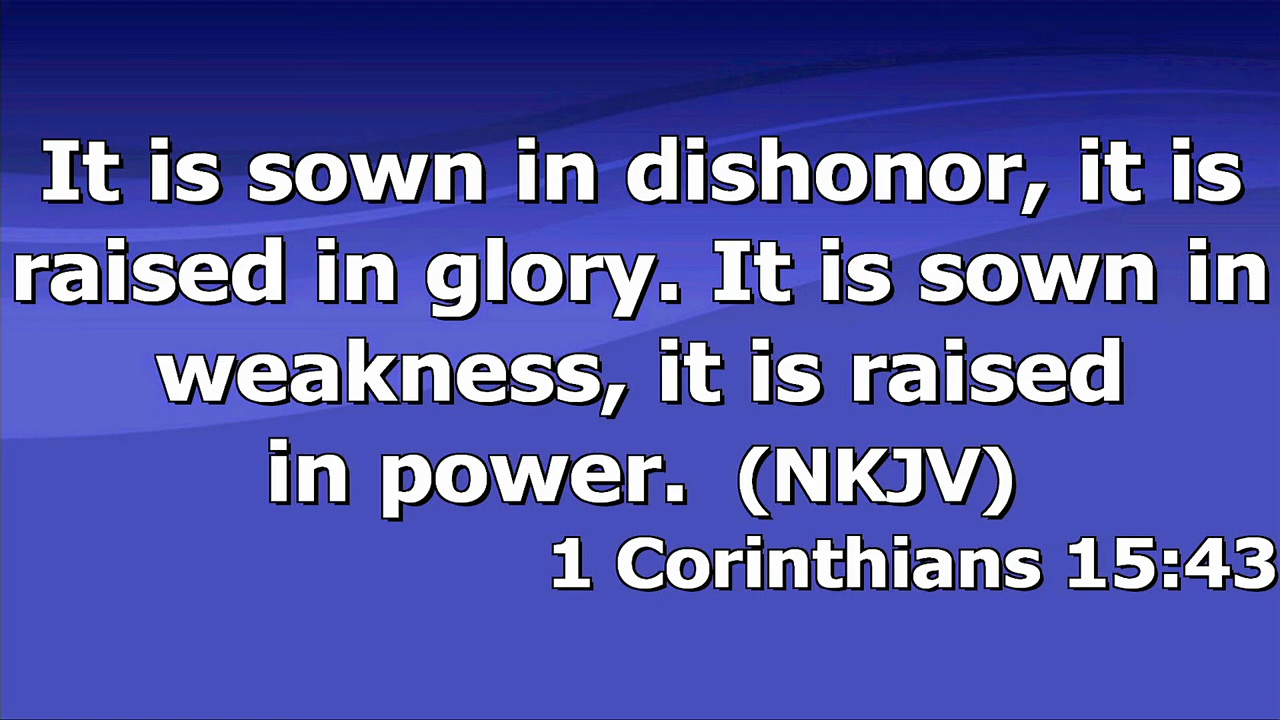 It is sown in dishonor, it is
raised in glory. It is sown in
weakness, it is raised
in power.  (NKJV)
1 Corinthians 15:43